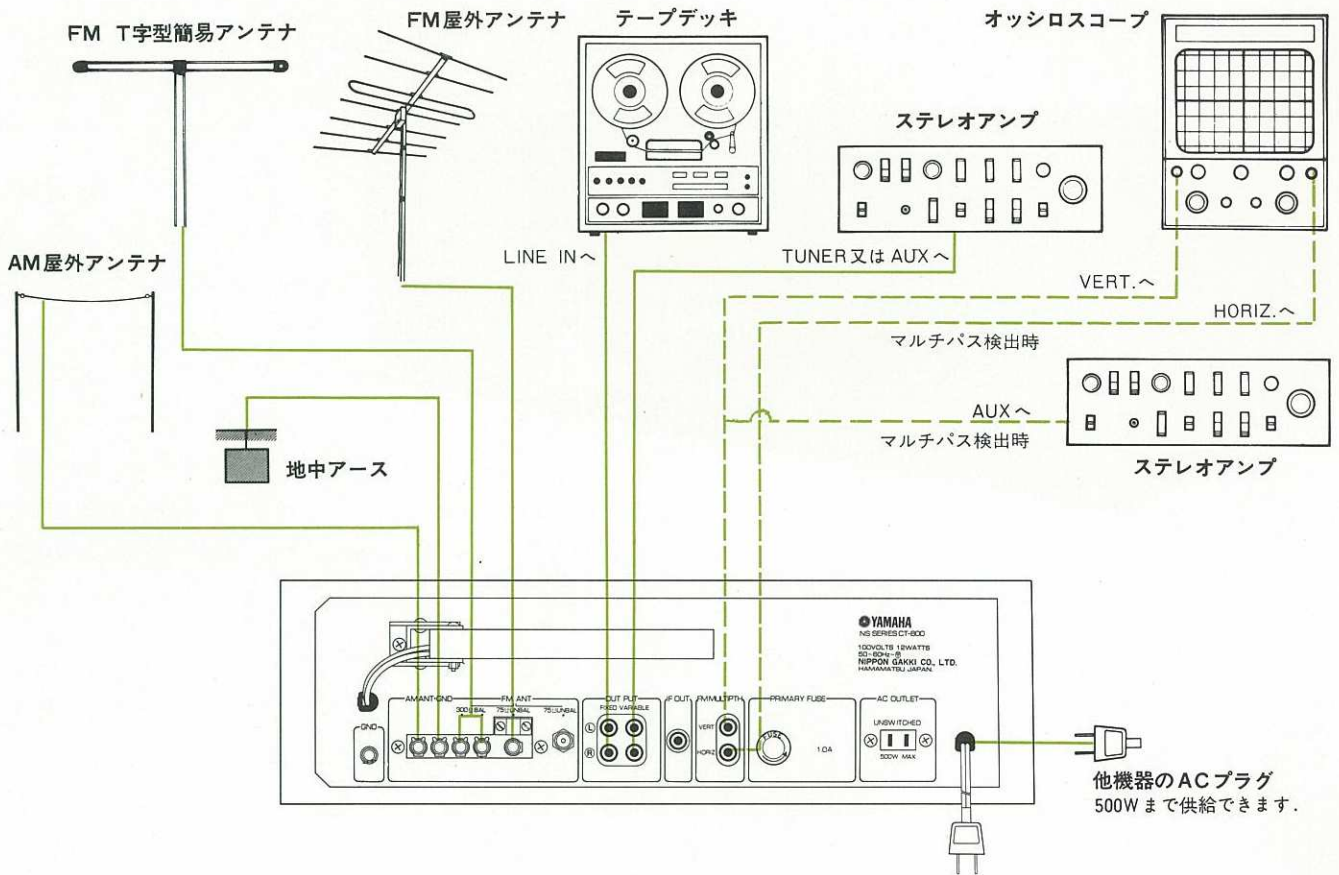 FM T字型簡易アンテナ
FM屋外アンテナ
テープデッキ
オッシロスコープ
ステレオアンプ
AM屋外アンテナ
LINE INへ
TUNER又はAUXへ
VERT.へ
HORIZ.へ
マルチパス検出時
AUXへ
マルチパス検出時
ステレオアンプ
地中アース
YAMAHA
NS SERIES CT-800
100VOLTS 12WATTS
50-60Hz
NIPPON GAKKI CO., LTD.
HAMAMATSU JAPAN.
GND
AM ANT GND
FM ANT
300Ω BAL
75Ω UNBAL
75Ω UNBAL
OUT PUT
FIXED VARIABLE
L
R
IF OUT
FM MULTIPTH
VERT
HORIZ
PRIMARY FUSE
FUSE
1.0A
AC OUTLET
UNSWITCHED
500W MAX
他機器のACプラグ
500Wまで供給できます.